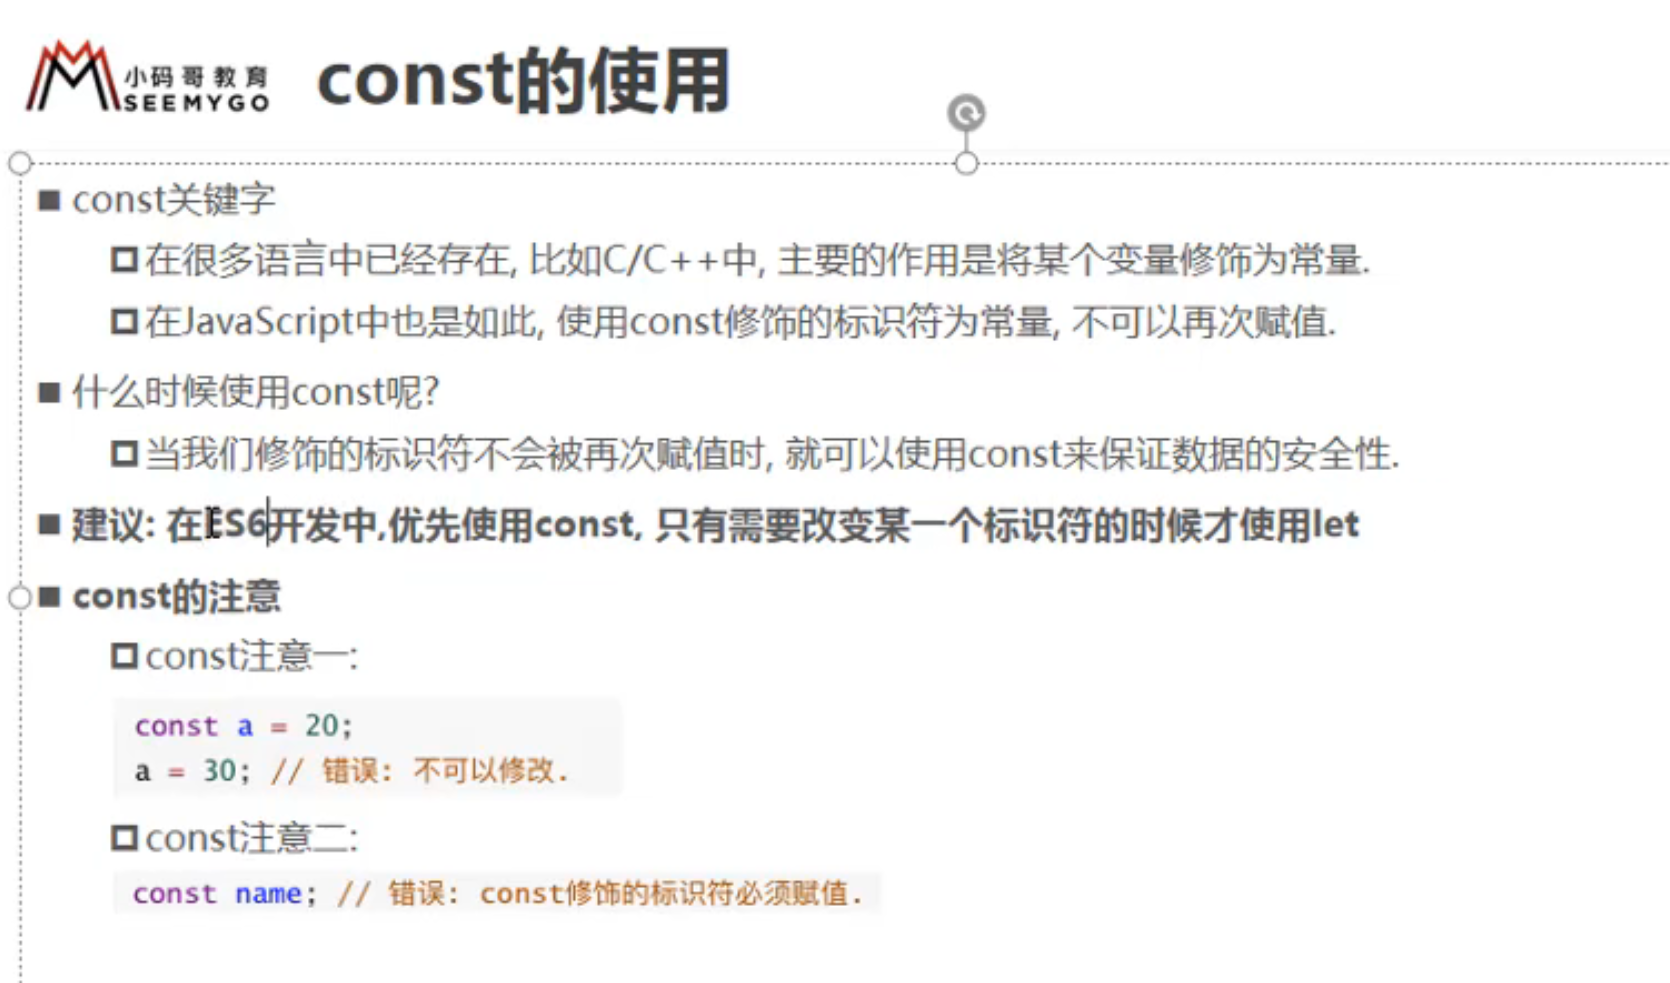 小码哥教育
SEEMYGO
const的使用
const关键字
在很多语言中已经存在, 比如C/C++中, 主要的作用是将某个变量修饰为常量.
在JavaScript中也是如此, 使用const修饰的标识符为常量, 不可以再次赋值.
什么时候使用const呢?
当我们修饰的标识符不会被再次赋值时, 就可以使用const来保证数据的安全性.
建议: 在ES6开发中,优先使用const, 只有需要改变某一个标识符的时候才使用let
const的注意
const注意一:
const a = 20;
a = 30; // 错误: 不可以修改.
const注意二:
const name; // 错误: const修饰的标识符必须赋值.